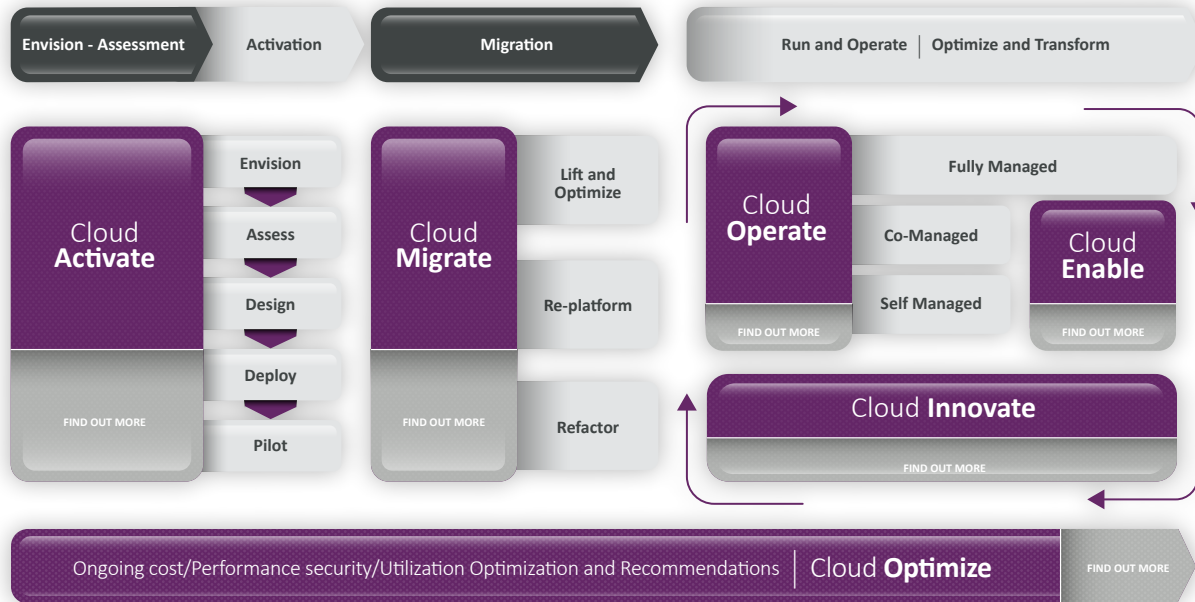 Envision - Assessment
Activation
Migration
Run and Operate | Optimize and Transform
Cloud
Activate
FIND OUT MORE
Envision
Assess
Design
Deploy
Pilot
Cloud
Migrate
FIND OUT MORE
Lift and
Optimize
Re-platform
Refactor
Cloud
Operate
FIND OUT MORE
Fully Managed
Co-Managed
Self Managed
Cloud
Enable
FIND OUT MORE
Cloud Innovate
FIND OUT MORE
Ongoing cost/Performance security/Utilization Optimization and Recommendations | Cloud Optimize
FIND OUT MORE